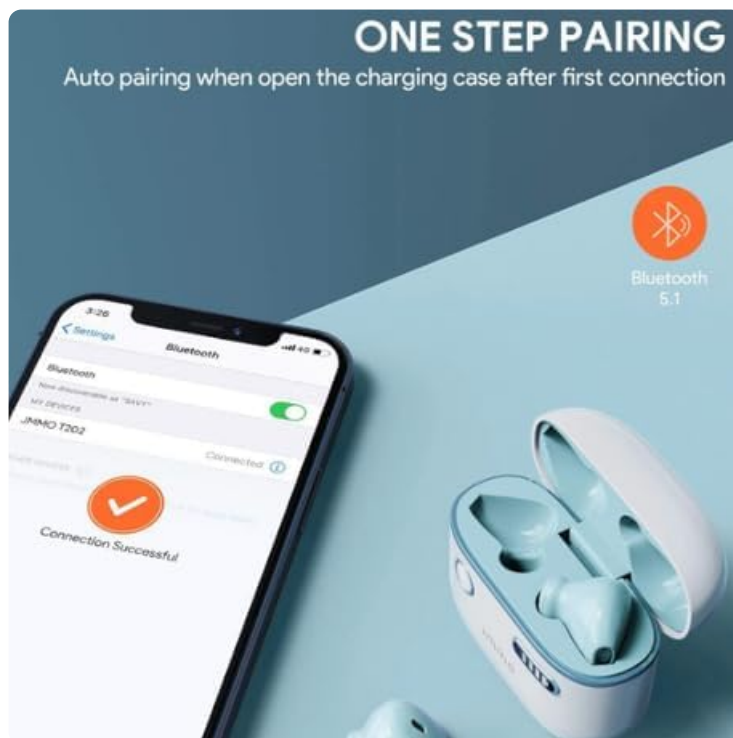 ONE STEP PAIRING
Auto pairing when open the charging case after first connection
Bluetooth
5.1
3:26
4G
Settings
Bluetooth
Bluetooth
MY DEVICES
JMMO T202
Connected
Connection Successful